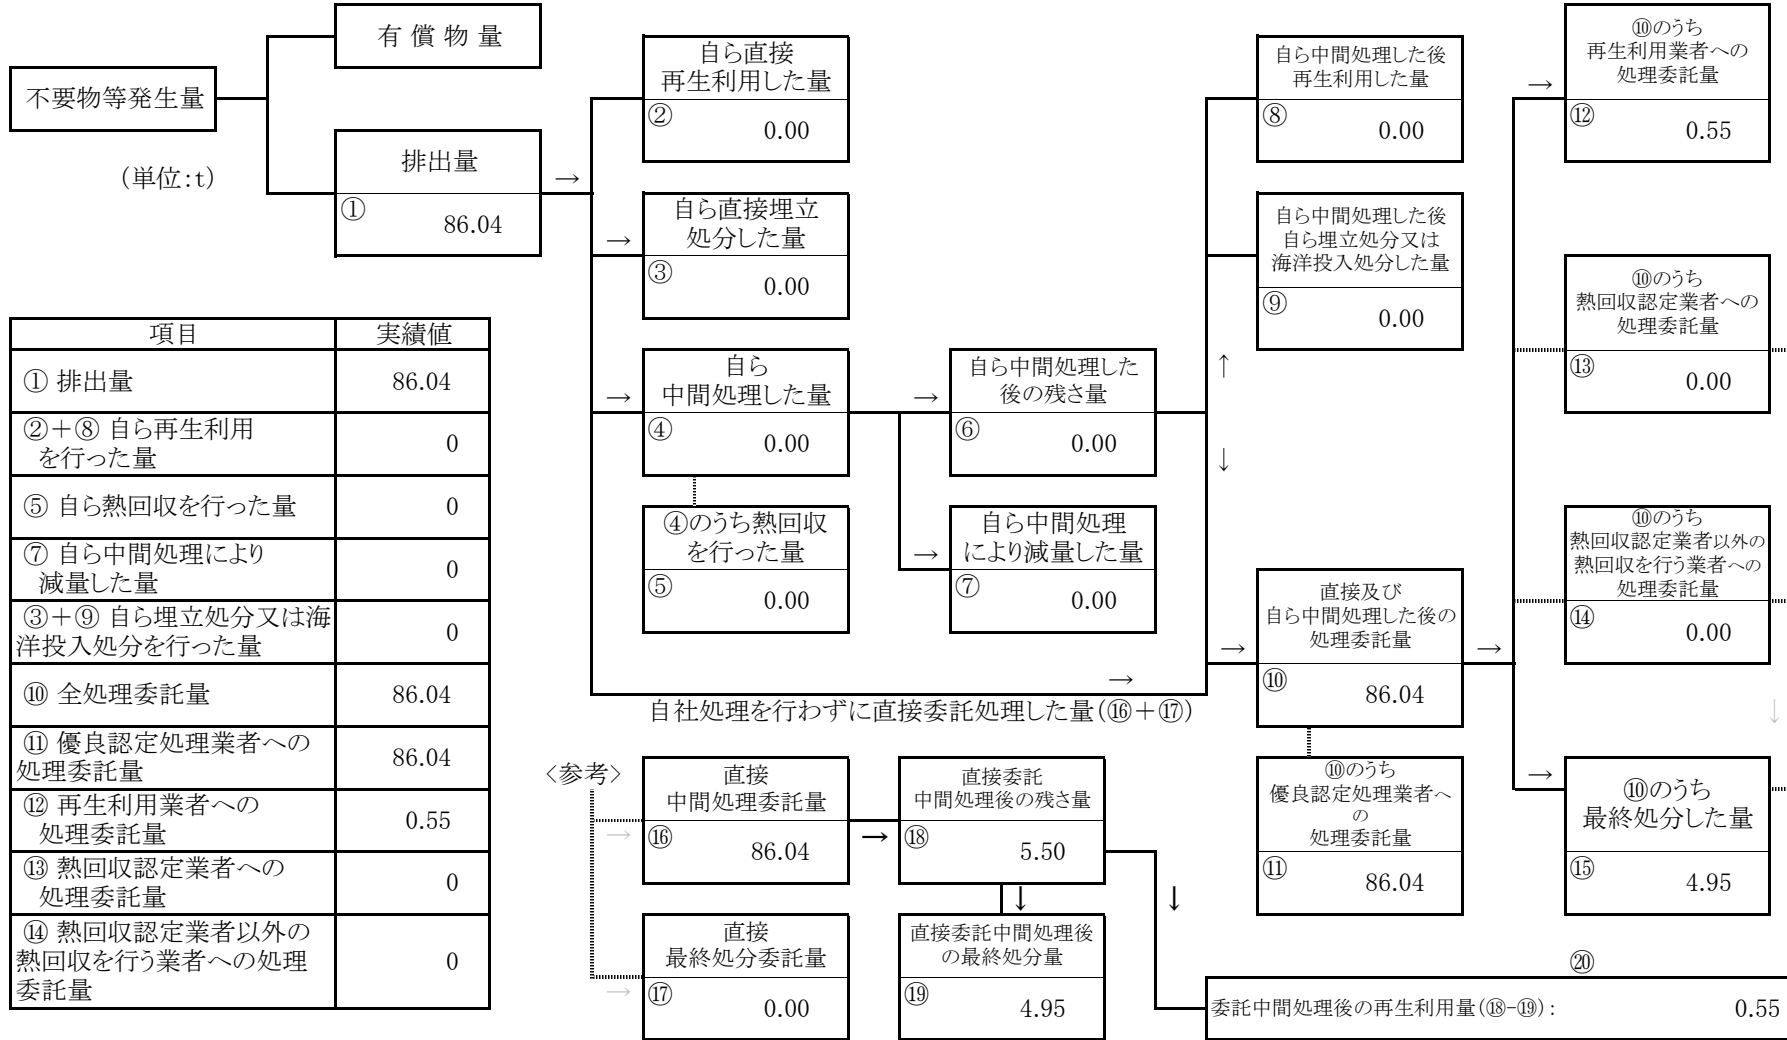 有 償 物 量
不要物等発生量
(単位:t)
排出量
→
①
86.04
自ら直接
再生利用した量
②
0.00
→
自ら直接埋立
処分した量
③
0.00
→
自ら
中間処理した量
④
0.00
④のうち熱回収
を行った量
⑤
0.00
→
自ら中間処理した
後の残さ量
⑥
0.00
→
自ら中間処理
により減量した量
⑦
0.00
自ら中間処理した後
再生利用した量
⑧
0.00
自ら中間処理した後
自ら埋立処分又は
海洋投入処分した量
⑨
0.00
↑
↓
→
直接及び
自ら中間処理した後の
処理委託量
→
⑩
86.04
→
自社処理を行わずに直接委託処理した量(⑯+⑰)
⑩のうち
優良認定処理業者へ
の
処理委託量
⑪
86.04
→
⑩のうち
再生利用業者への
処理委託量
⑫
0.55
⑩のうち
熱回収認定業者への
処理委託量
⑬
0.00
⑩のうち
熱回収認定業者以外の
熱回収を行う業者への
処理委託量
⑭
0.00
↓
→
⑩のうち
最終処分した量
⑮
4.95
項目 実績値
① 排出量 86.04
②+⑧ 自ら再生利用
を行った量 0
⑤ 自ら熱回収を行った量 0
⑦ 自ら中間処理により
減量した量 0
③+⑨ 自ら埋立処分又は海
洋投入処分を行った量 0
⑩ 全処理委託量 86.04
⑪ 優良認定処理業者への
処理委託量 86.04
⑫ 再生利用業者への
処理委託量 0.55
⑬ 熱回収認定業者への
処理委託量 0
⑭ 熱回収認定業者以外の
熱回収を行う業者への処理
委託量 0
〈参考〉
直接
中間処理委託量
→
⑯
86.04
→
直接委託
中間処理後の残さ量
⑱
5.50
↓
↓
直接
最終処分委託量
→
⑰
0.00
直接委託中間処理後
の最終処分量
⑲
4.95
⑳
委託中間処理後の再生利用量(⑱-⑲): 0.55